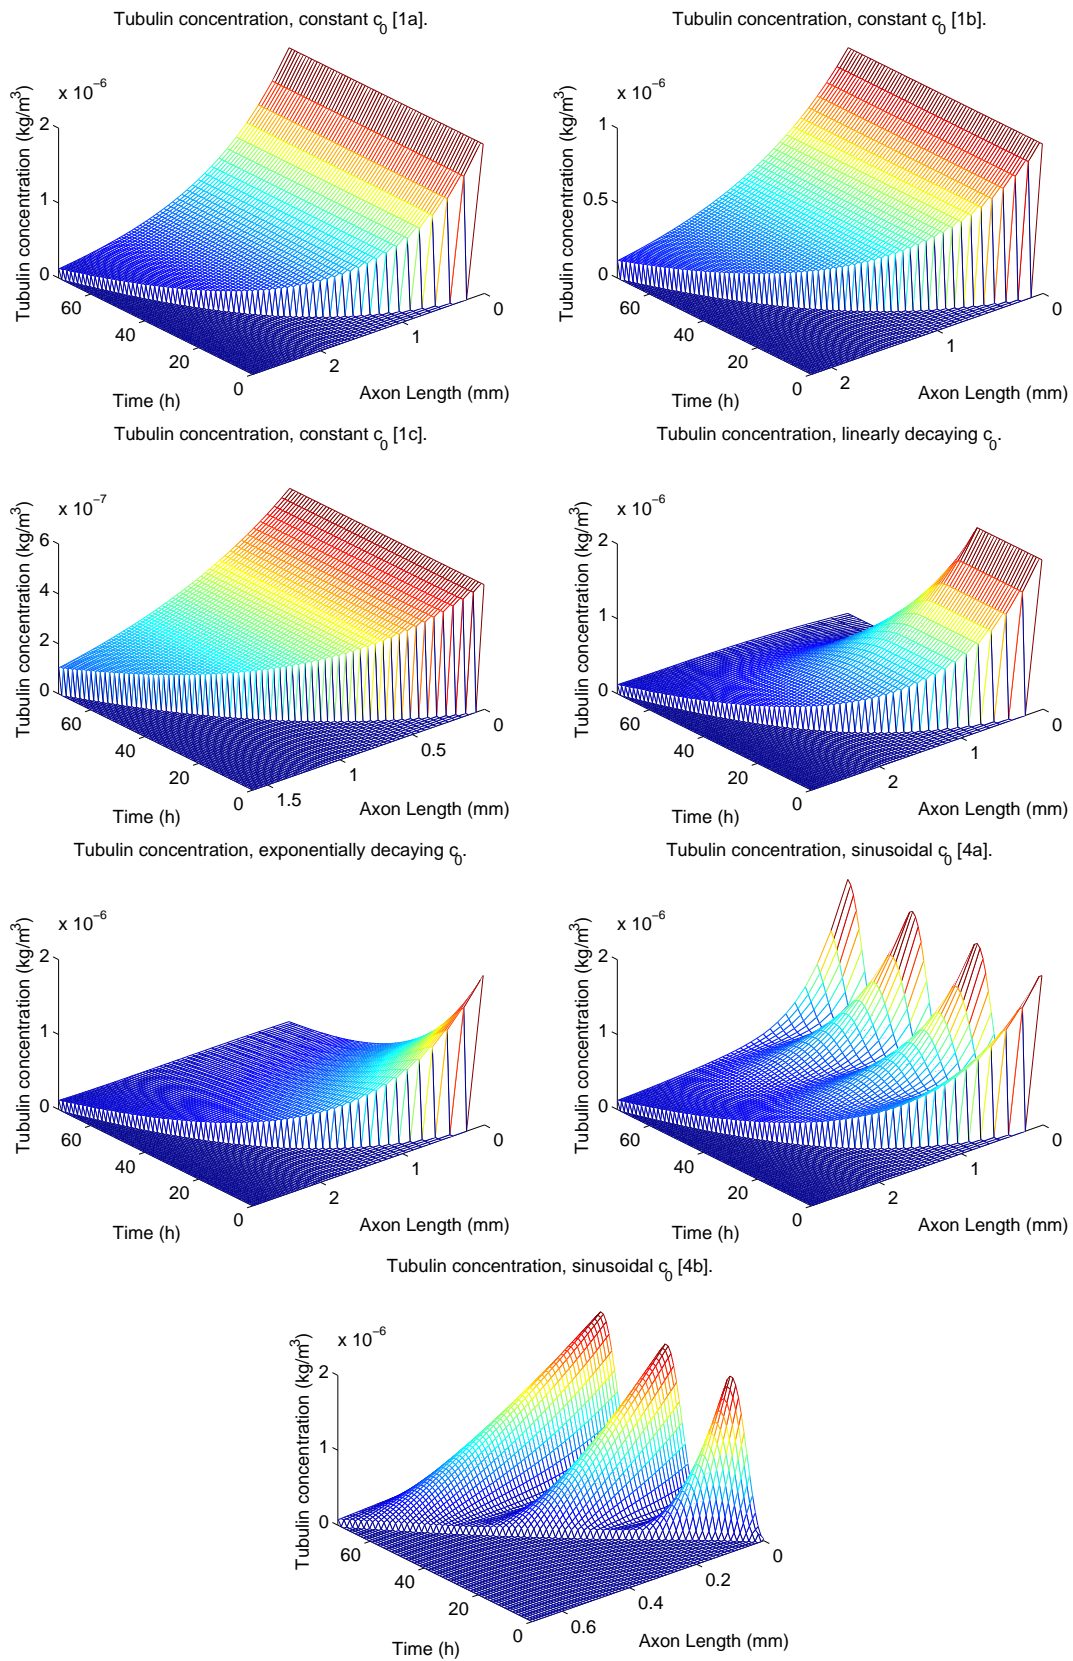 Tubulin concentration, constant c0 [1a].
x 10−6
Tubulin concentration (kg/m3)
2
1
0
60
40
20
0
Time (h)
2
1
0
Axon Length (mm)
Tubulin concentration, constant c0 [1b].
x 10−6
Tubulin concentration (kg/m3)
1
0.5
0
60
40
20
0
Time (h)
2
1
0
Axon Length (mm)
Tubulin concentration, constant c0 [1c].
x 10−7
Tubulin concentration (kg/m3)
6
4
2
0
60
40
20
0
Time (h)
1.5
1
0.5
0
Axon Length (mm)
Tubulin concentration, linearly decaying c0.
x 10−6
Tubulin concentration (kg/m3)
2
1
0
60
40
20
0
Time (h)
2
1
0
Axon Length (mm)
Tubulin concentration, exponentially decaying c0.
x 10−6
Tubulin concentration (kg/m3)
2
1
0
60
40
20
0
Time (h)
2
1
0
Axon Length (mm)
Tubulin concentration, sinusoidal c0 [4a].
x 10−6
Tubulin concentration (kg/m3)
2
1
0
60
40
20
0
Time (h)
2
1
0
Axon Length (mm)
Tubulin concentration, sinusoidal c0 [4b].
x 10−6
Tubulin concentration (kg/m3)
2
1
0
60
40
20
0
Time (h)
0.6
0.4
0.2
0
Axon Length (mm)